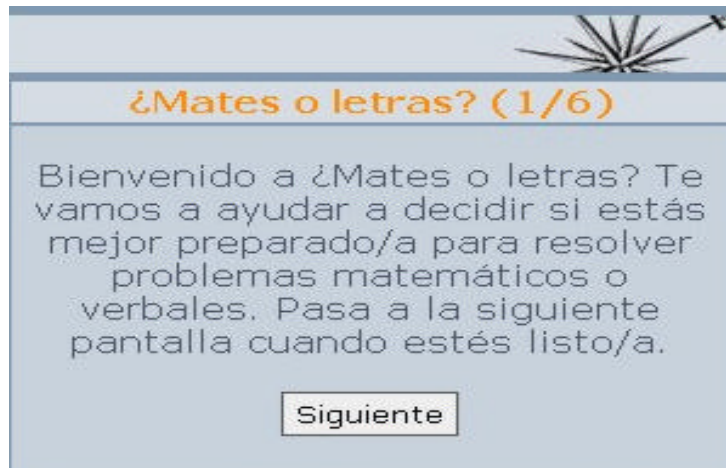 ¿Mates o letras? (1/6)
Bienvenido a ¿Mates o letras? Te
vamos a ayudar a decidir si estás
mejor preparado/a para resolver
problemas matemáticos o
verbales. Pasa a la siguiente
pantalla cuando estés listo/a.
Siguiente